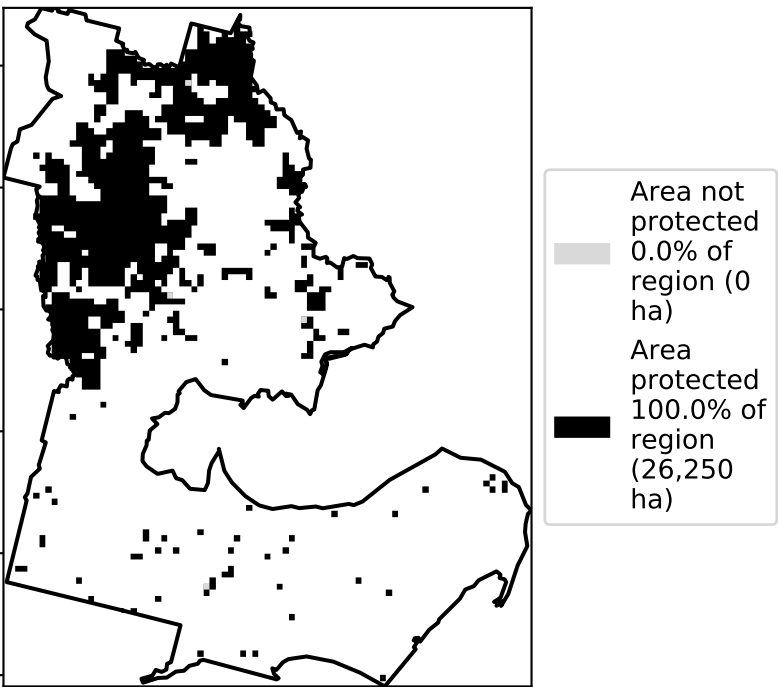 Area not
protected
0.0% of
region (0
ha)
Area
protected
100.0% of
region
(26,250
ha)